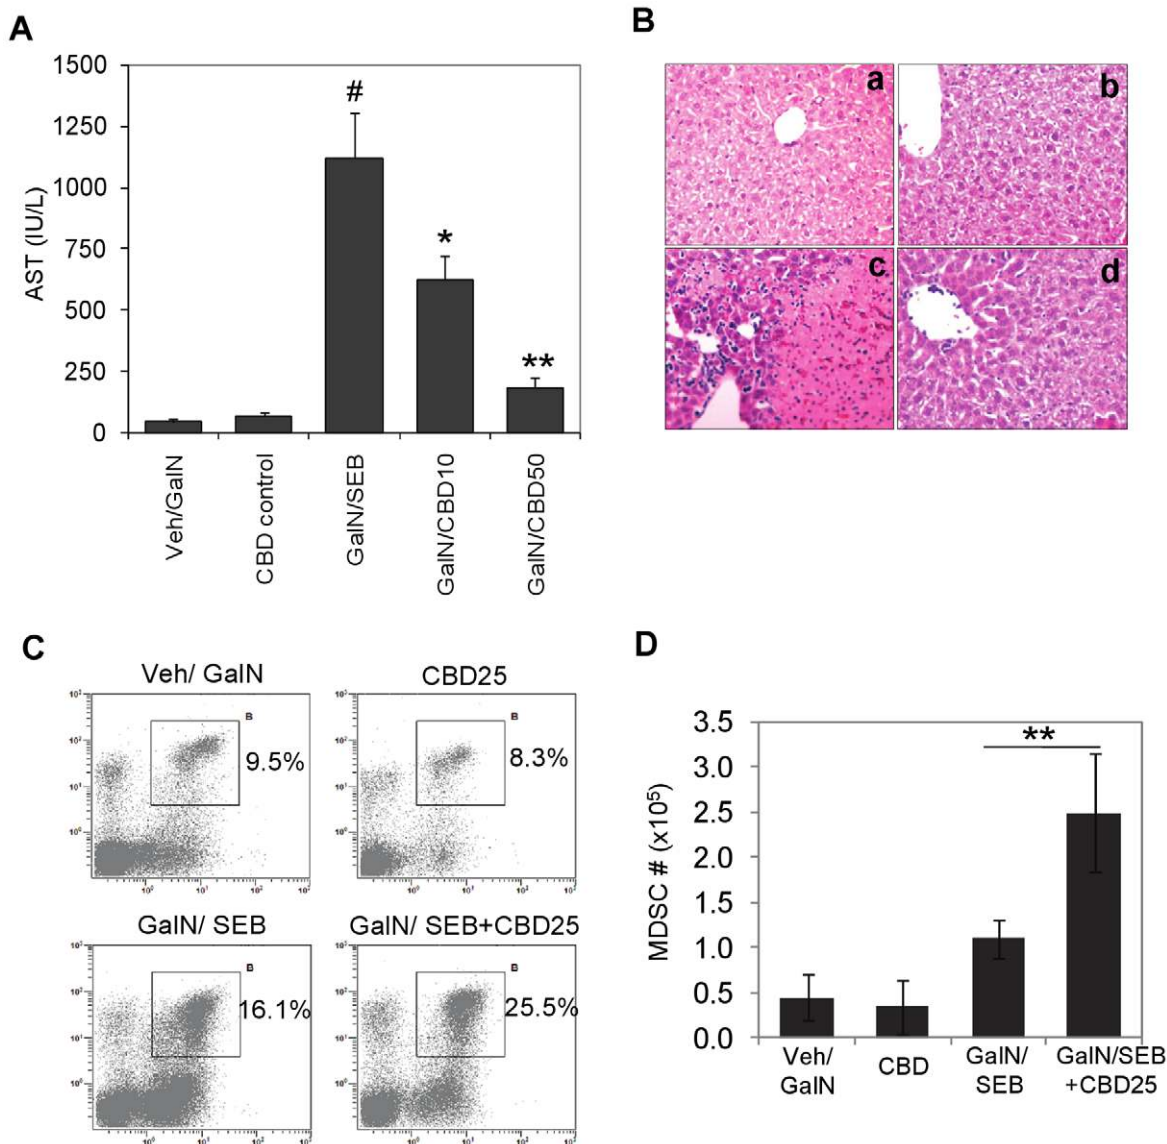 A
1500
1250
1000
750
500
250
0
AST (IU/L)
#
*
**
Veh/GalN
CBD control
GalN/SEB
GalN/CBD10
GalN/CBD50
B
a
b
c
d
C
Veh/ GalN
B
9.5%
CBD25
B
8.3%
GalN/ SEB
B
16.1%
GalN/ SEB+CBD25
B
25.5%
D
3.5
3.0
2.5
2.0
1.5
1.0
0.5
0.0
MDSC # (x10⁵)
**
Veh/
GalN
CBD
GalN/
SEB
GalN/SEB
+CBD25